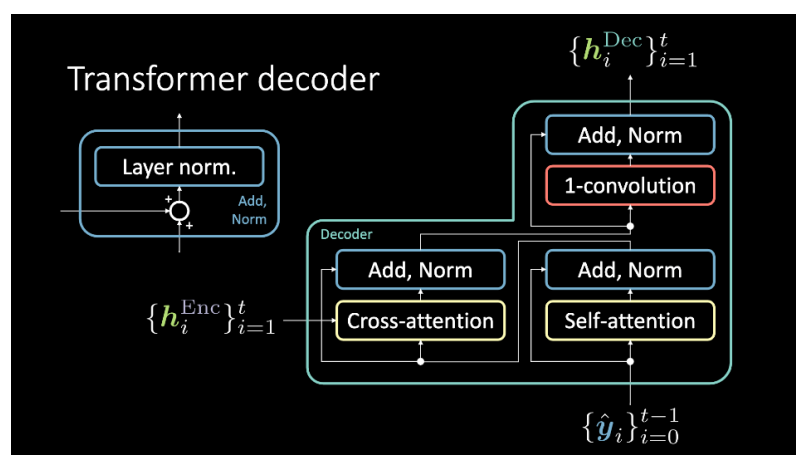 {h_i^Dec}_{i=1}^t
Transformer decoder
Add, Norm
Layer norm.
1-convolution
+
Add,
Norm
+
Decoder
Add, Norm
Add, Norm
{h_i^Enc}_{i=1}^t
Cross-attention
Self-attention
{ŷ_i}_{i=0}^{t-1}